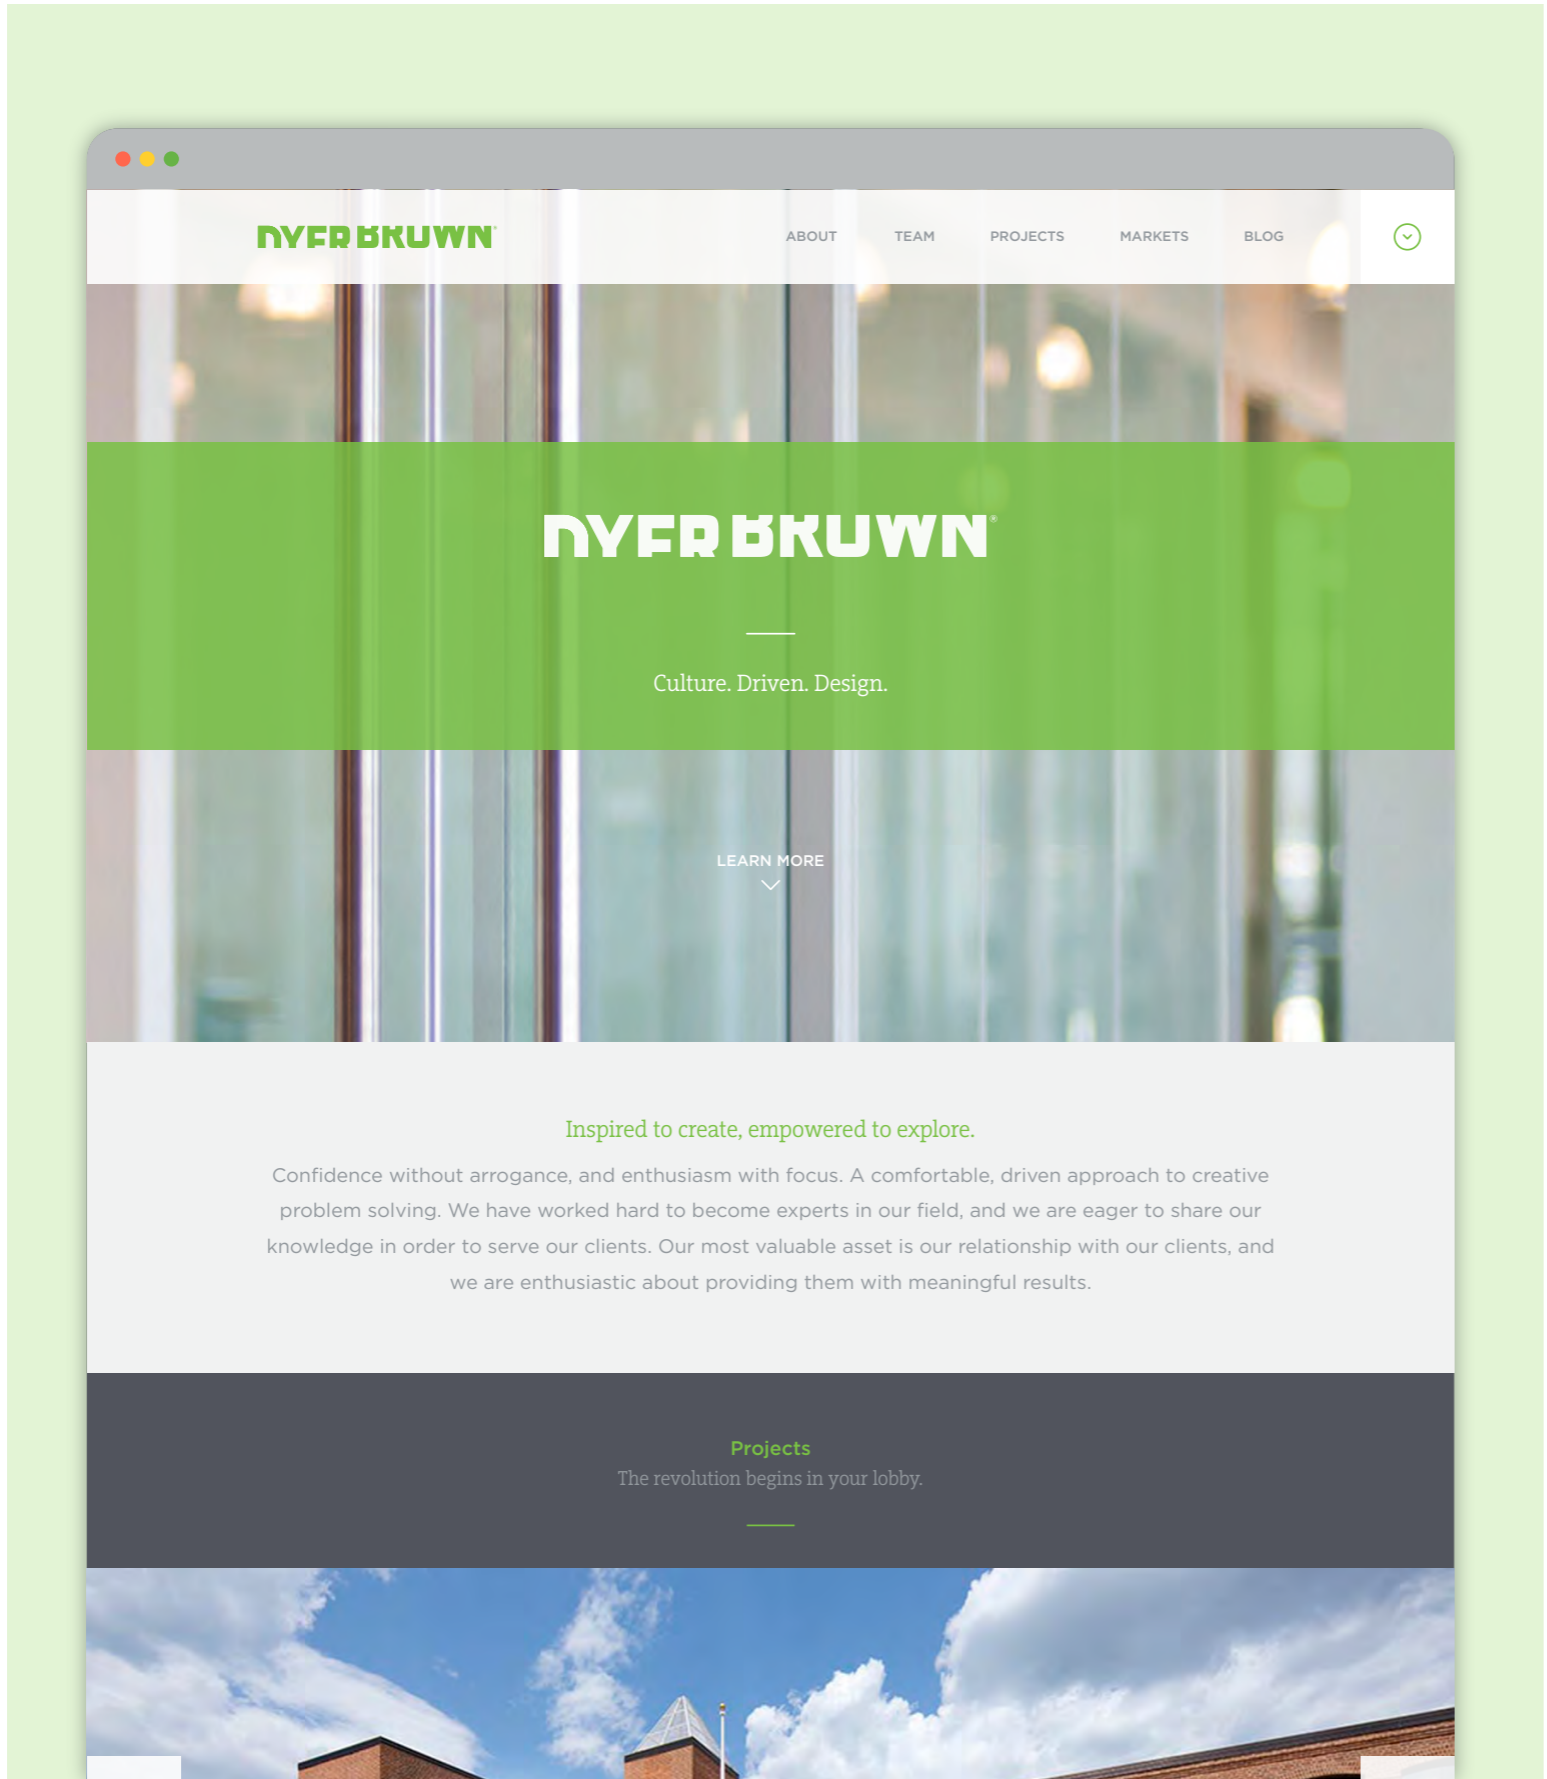 DYER BROWN®
ABOUT TEAM PROJECTS MARKETS BLOG
DYER BROWN®
Culture. Driven. Design.
LEARN MORE
Inspired to create, empowered to explore.
Confidence without arrogance, and enthusiasm with focus. A comfortable, driven approach to creative
problem solving. We have worked hard to become experts in our field, and we are eager to share our
knowledge in order to serve our clients. Our most valuable asset is our relationship with our clients, and
we are enthusiastic about providing them with meaningful results.
Projects
The revolution begins in your lobby.